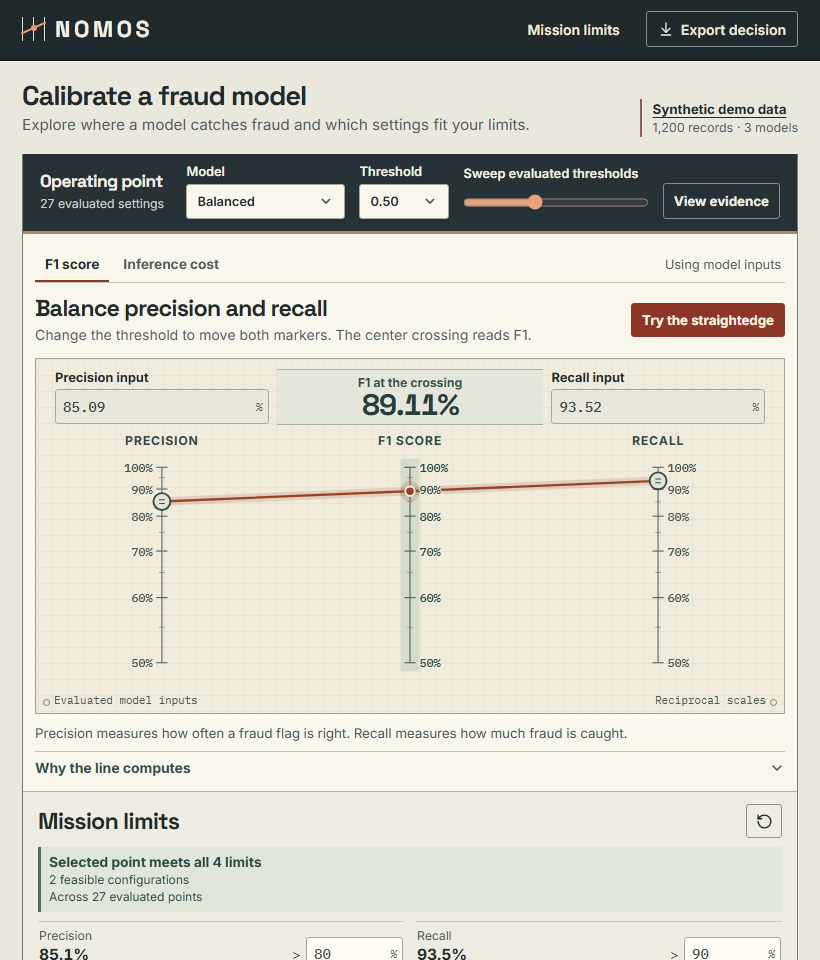 NOMOS
Mission limits
Export decision
Calibrate a fraud model
Explore where a model catches fraud and which settings fit your limits.
Synthetic demo data
1,200 records · 3 models
Operating point
27 evaluated settings
Model
Balanced
Threshold
0.50
Sweep evaluated thresholds
View evidence
F1 score
Inference cost
Using model inputs
Balance precision and recall
Change the threshold to move both markers. The center crossing reads F1.
Try the straightedge
Precision input
85.09 %
F1 at the crossing
89.11%
Recall input
93.52 %
PRECISION
F1 SCORE
RECALL
100% 100% 100%
90% 90% 90%
80% 80% 80%
70% 70% 70%
60% 60% 60%
50% 50% 50%
Evaluated model inputs
Reciprocal scales
Precision measures how often a fraud flag is right. Recall measures how much fraud is caught.
Why the line computes
Mission limits
Selected point meets all 4 limits
2 feasible configurations
Across 27 evaluated points
Precision
85.1% > 80 %
Recall
93.5% > 90 %